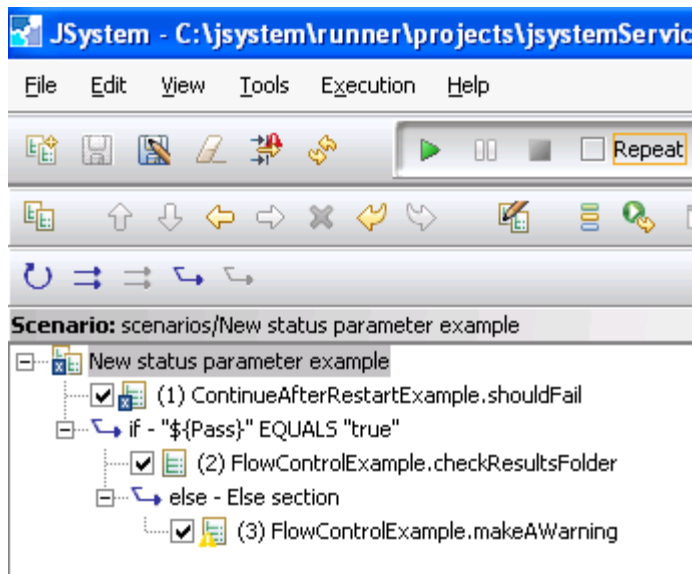 JSystem - C:\jsystem\runner\projects\jsystemServic
File Edit View Tools Execution Help
Repeat
Scenario: scenarios/New status parameter example
New status parameter example
(1) ContinueAfterRestartExample.shouldFail
if - "${Pass}" EQUALS "true"
(2) FlowControlExample.checkResultsFolder
else - Else section
(3) FlowControlExample.makeAWarning